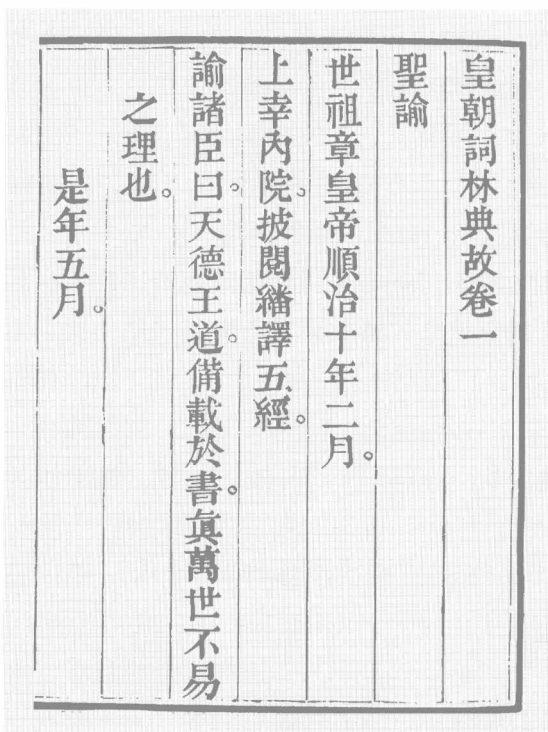 皇朝詞林典故卷一
聖諭
世祖章皇帝順治十年二月。
上幸內院。披閱繙譯五經。
諭諸臣曰。天德王道。備載於書。眞萬世不易
之理也。
是年五月。